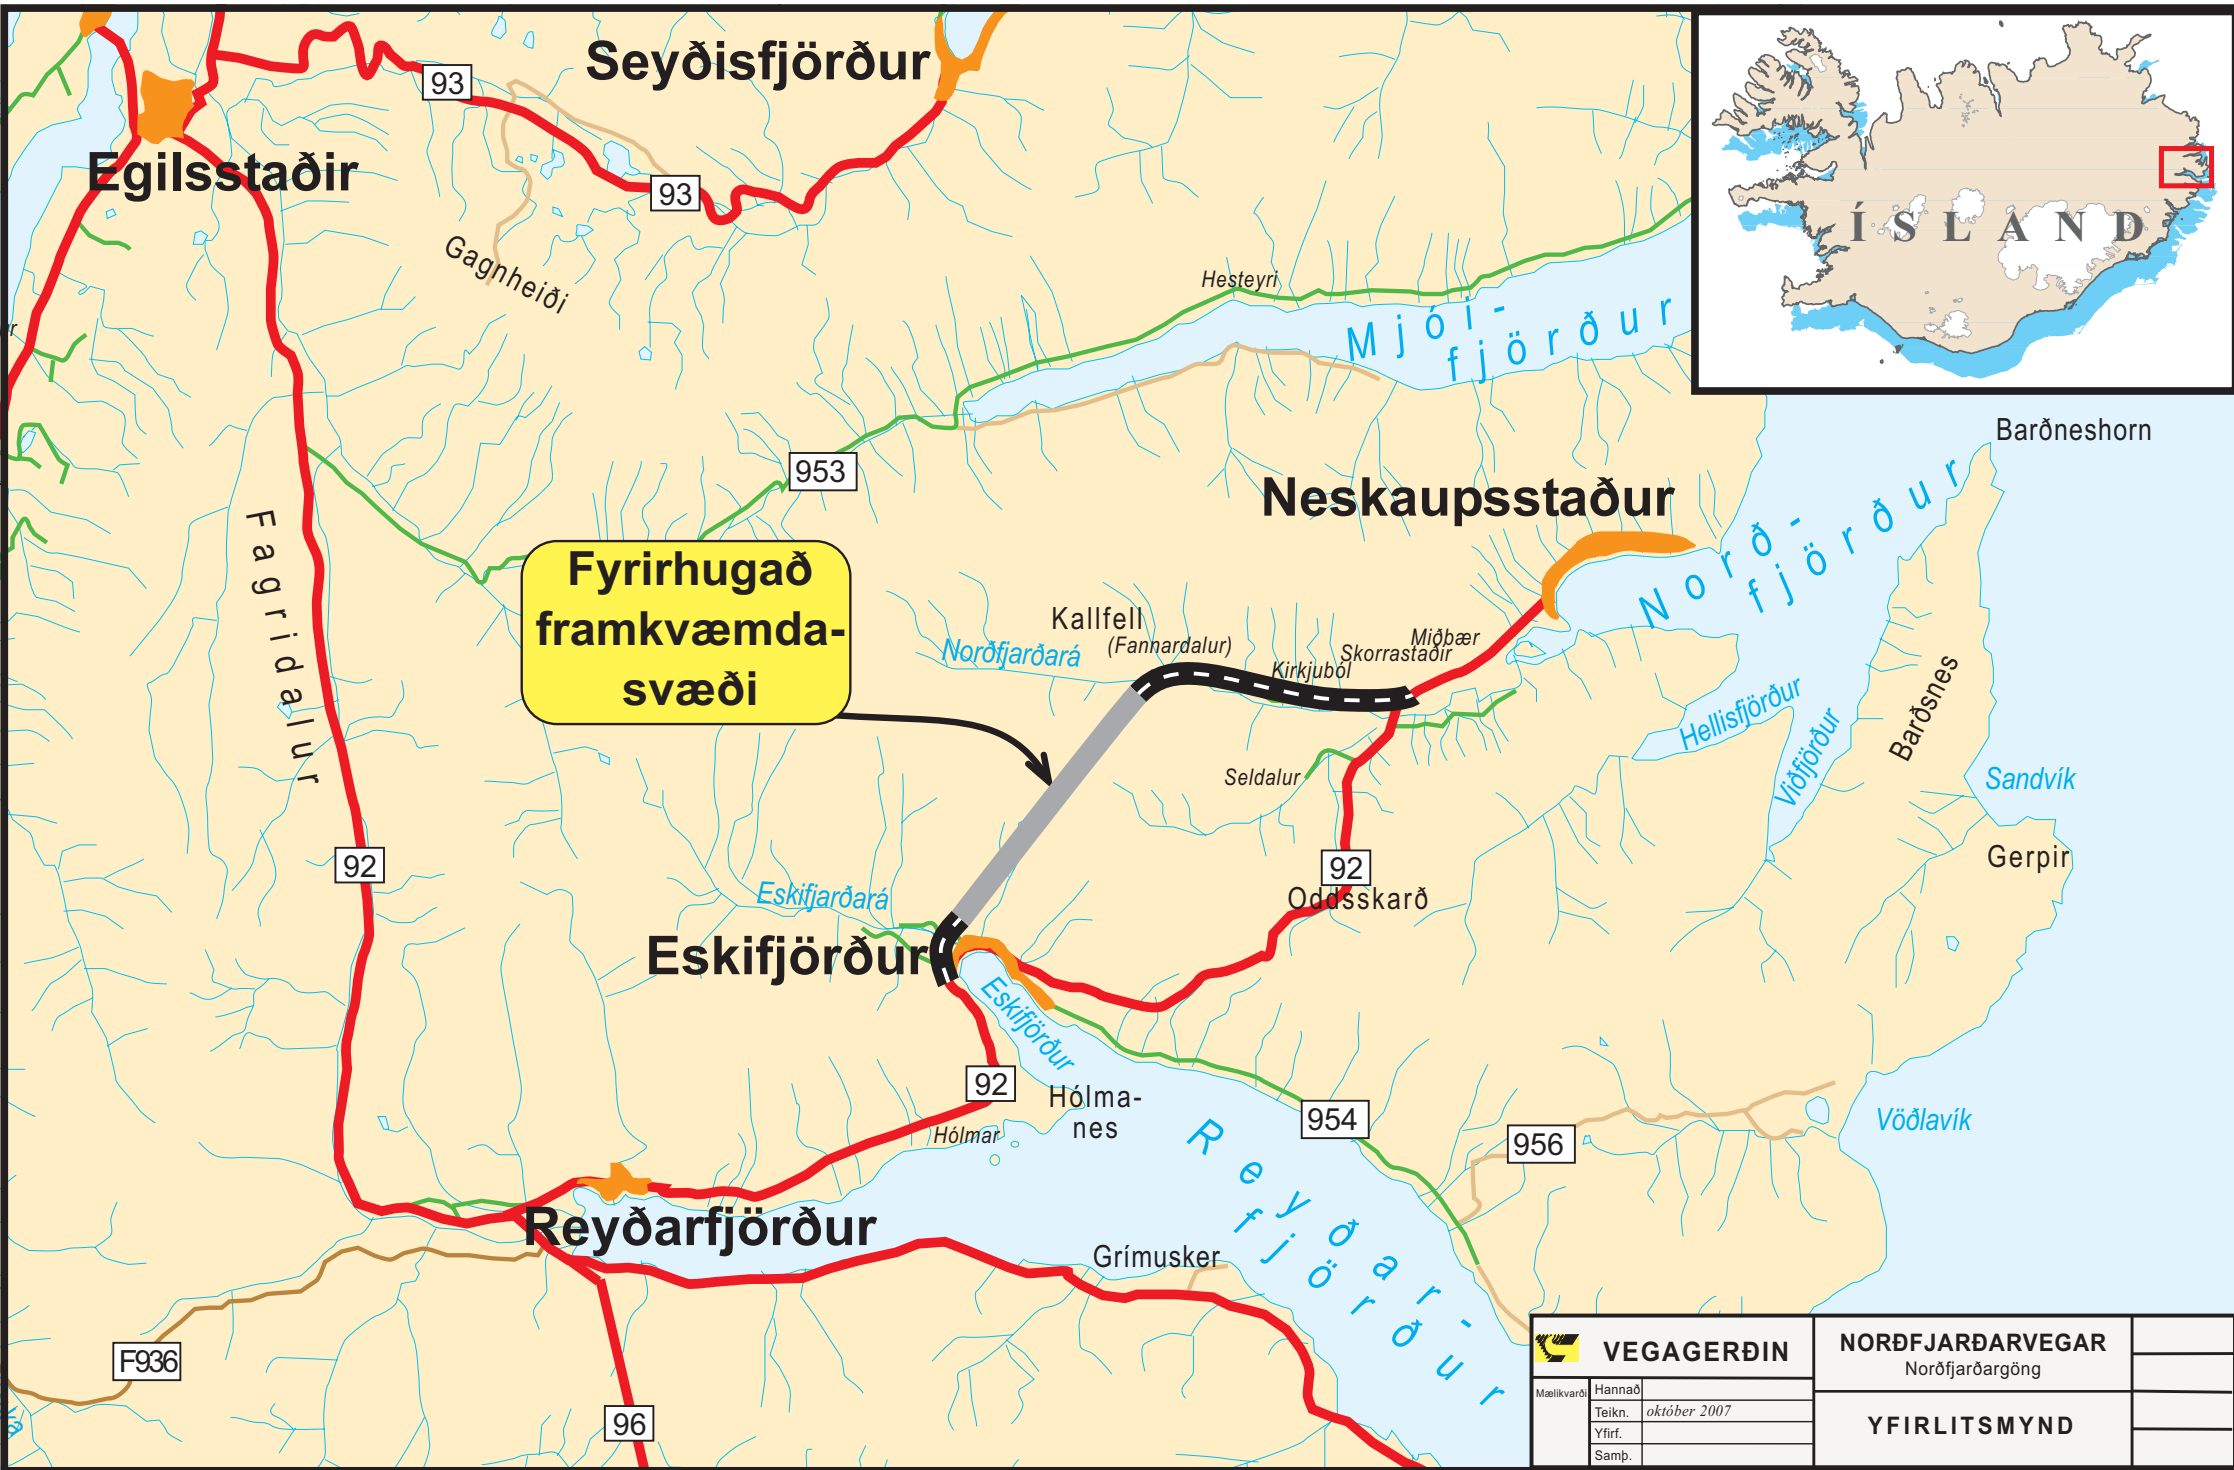 Seyðisfjörður
93
Egilsstaðir
93
Gagnheiði
Hesteyri
Mjói-
fjörður
ÍSLAND
Barðneshorn
953
Neskaupsstaður
Norð-
fjörður
Fagridalur
Fyrirhugað
framkvæmda-
svæði
Kallfell
(Fannardalur)
Norðfjarðará
Miðbær
Skorrastaðir
Kirkjuból
Hellisfjörður
Viðfjörður
Barðsnes
Sandvík
Seldalur
Gerpir
92
92
Oddsskarð
Eskifjarðará
Eskifjörður
Eskifjörður
92
Hólma-
nes
Hólmar
954
956
Vöðlavík
Reyðar-
fjörður
Reyðarfjörður
Grímusker
F936
96
VEGAGERÐIN
NORÐFJARÐARVEGAR
Norðfjarðargöng
Mælikvarði
Hannað
Teikn. október 2007
Yfirf.
Samþ.
YFIRLITSMYND